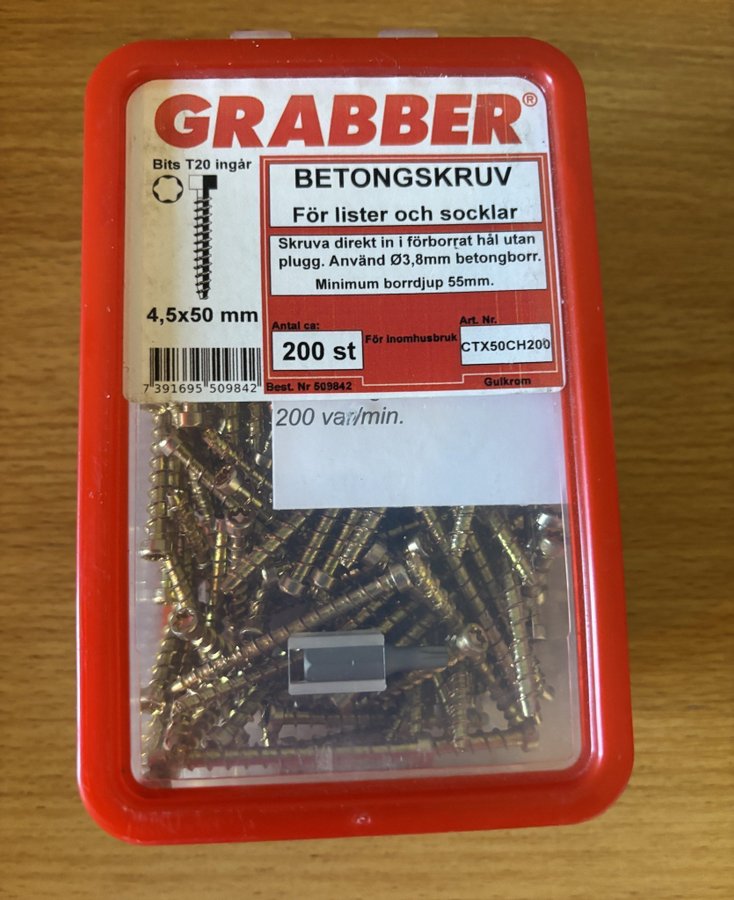 GRABBER®
Bits T20 ingår
BETONGSKRUV
För lister och socklar
Skruva direkt in i förborrat hål utan
plugg. Använd Ø3,8mm betongborr.
Minimum borrdjup 55mm.
4,5x50 mm
Antal ca:
200 st
För inomhusbruk
Art. Nr.
CTX50CH200
7 391695 509842
Best. Nr 509842
Gulkrom
200 var/min.